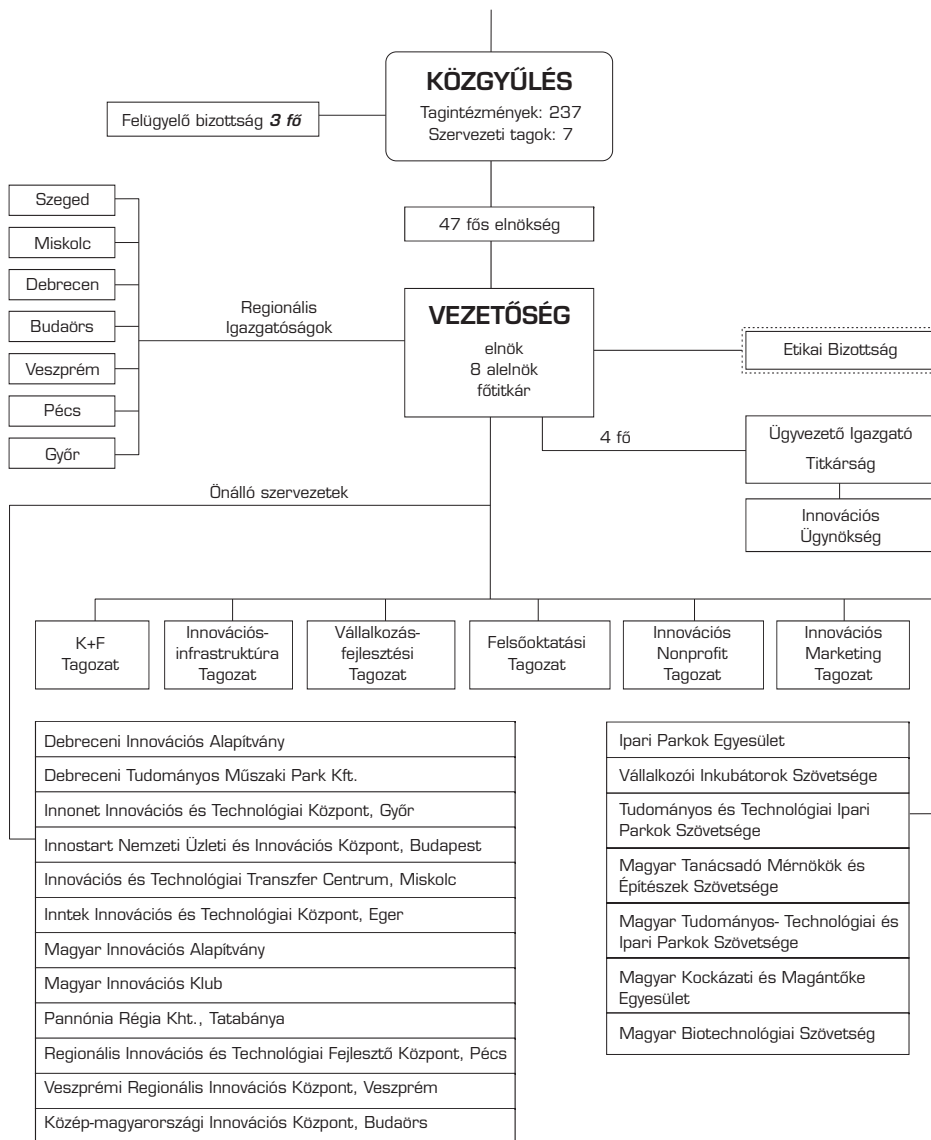 KÖZGYŰLÉS
Tagintézmények: 237
Szervezeti tagok: 7
Felügyelő bizottság 3 fő
47 fős elnökség
Szeged
Miskolc
Debrecen
Budaörs
Veszprém
Pécs
Győr
Regionális
Igazgatóságok
VEZETŐSÉG
elnök
8 alelnök
főtitkár
Etikai Bizottság
4 fő
Ügyvezető Igazgató
Titkárság
Innovációs
Ügynökség
Önálló szervezetek
K+F
Tagozat
Innovációs-
infrastruktúra
Tagozat
Vállalkozás-
fejlesztési
Tagozat
Felsőoktatási
Tagozat
Innovációs
Nonprofit
Tagozat
Innovációs
Marketing
Tagozat
Debreceni Innovációs Alapítvány
Debreceni Tudományos Műszaki Park Kft.
Innonet Innovációs és Technológiai Központ, Győr
Innostart Nemzeti Üzleti és Innovációs Központ, Budapest
Innovációs és Technológiai Transzfer Centrum, Miskolc
Inntek Innovációs és Technológiai Központ, Eger
Magyar Innovációs Alapítvány
Magyar Innovációs Klub
Pannónia Régia Kht., Tatabánya
Regionális Innovációs és Technológiai Fejlesztő Központ, Pécs
Veszprémi Regionális Innovációs Központ, Veszprém
Közép-magyarországi Innovációs Központ, Budaörs
Ipari Parkok Egyesület
Vállalkozói Inkubátorok Szövetsége
Tudományos és Technológiai Ipari
Parkok Szövetsége
Magyar Tanácsadó Mérnökök és
Építészek Szövetsége
Magyar Tudományos- Technológiai és
Ipari Parkok Szövetsége
Magyar Kockázati és Magántőke
Egyesület
Magyar Biotechnológiai Szövetség